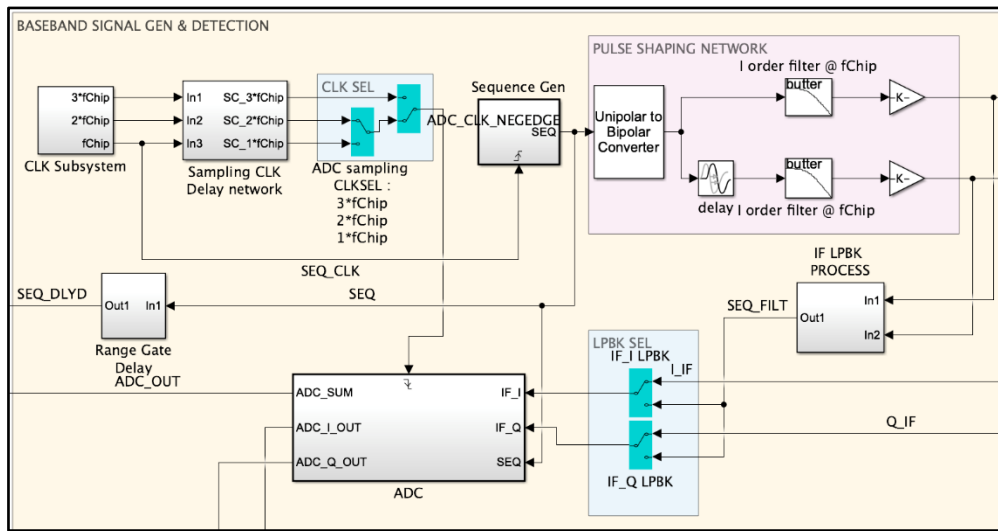 BASEBAND SIGNAL GEN & DETECTION
PULSE SHAPING NETWORK
I order filter @ fChip
CLK SEL
3*fChip
2*fChip
fChip
CLK Subsystem
In1
In2
In3
SC_3*fChip
SC_2*fChip
SC_1*fChip
Sampling CLK
Delay network
ADC sampling
CLKSEL :
3*fChip
2*fChip
1*fChip
ADC_CLK_NEGEDGE
Sequence Gen
SEQ
Unipolar to
Bipolar
Converter
butter
-K-
delay
butter
-K-
I order filter @ fChip
SEQ_CLK
SEQ
SEQ_DLYD
Out1
In1
Range Gate
Delay
IF LPBK
PROCESS
SEQ_FILT
Out1
In1
In2
LPBK SEL
IF_I LPBK
I_IF
Q_IF
IF_Q LPBK
ADC_OUT
ADC_SUM
ADC_I_OUT
ADC_Q_OUT
IF_I
IF_Q
SEQ
ADC